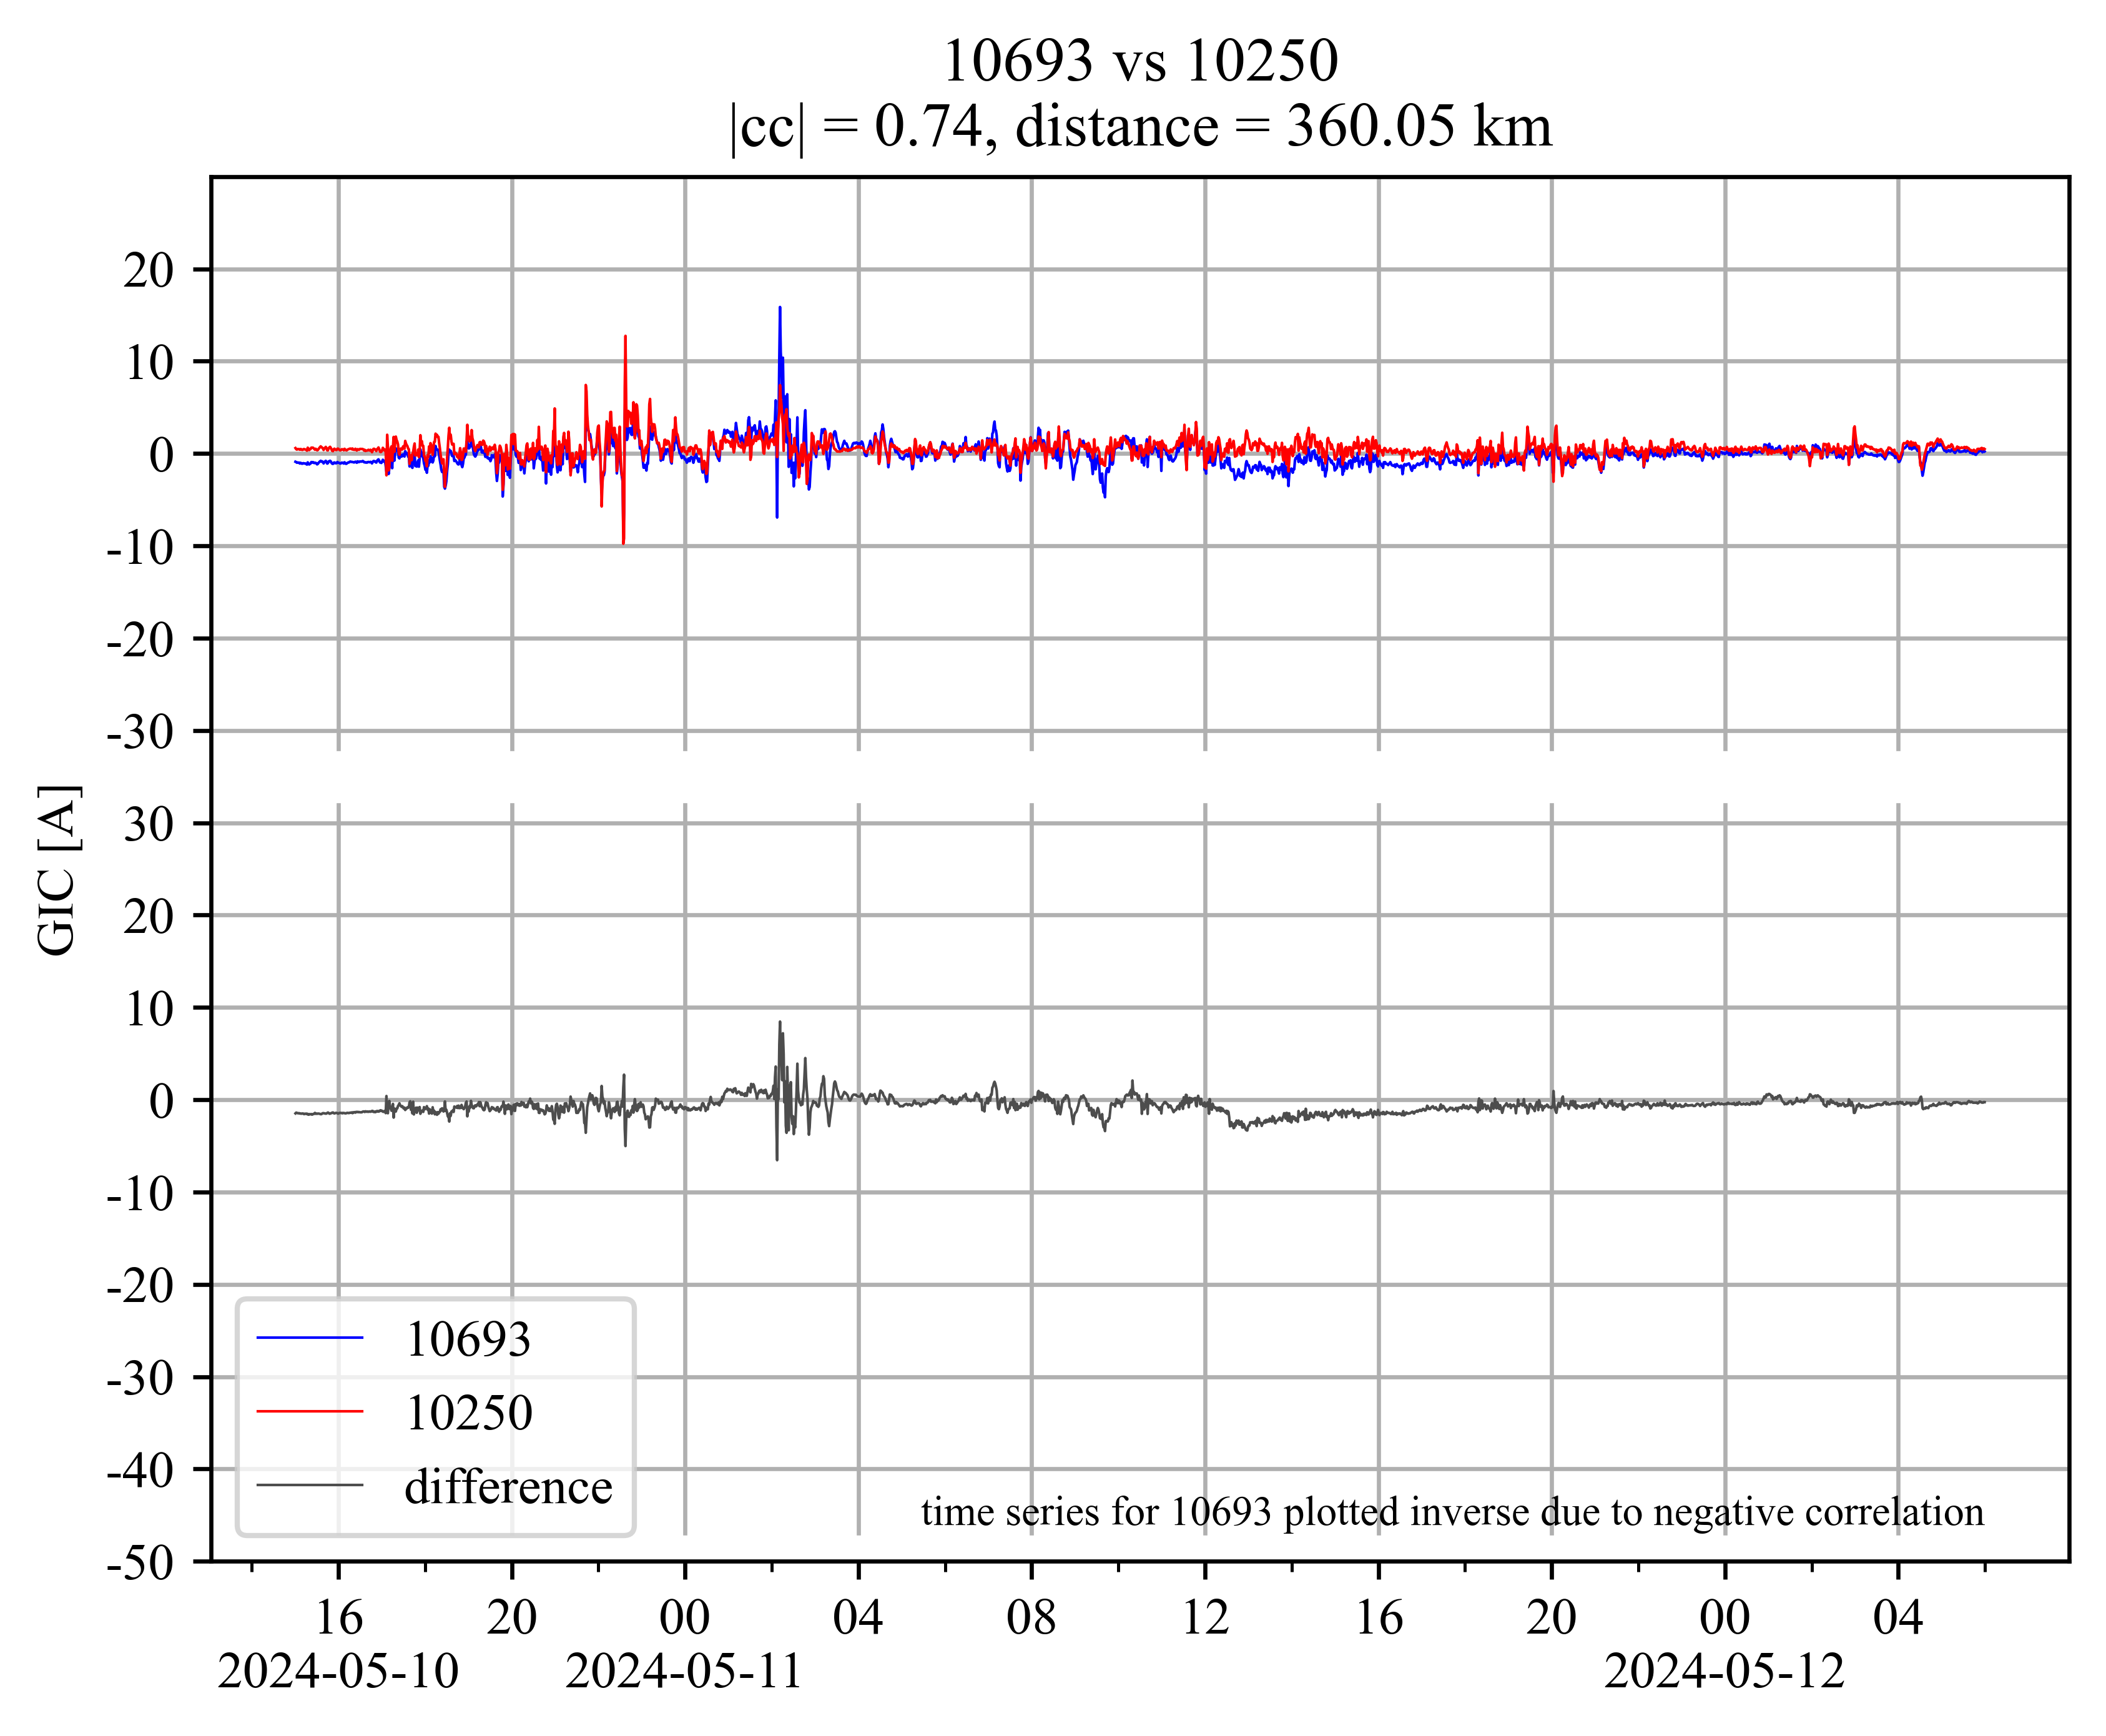 10693 vs 10250
|cc| = 0.74, distance = 360.05 km
GIC [A]
20
10
0
-10
-20
-30
30
20
10
0
-10
-20
-30
-40
-50
10693
10250
difference
time series for 10693 plotted inverse due to negative correlation
16 20 00 04 08 12 16 20 00 04
2024-05-10 2024-05-11 2024-05-12